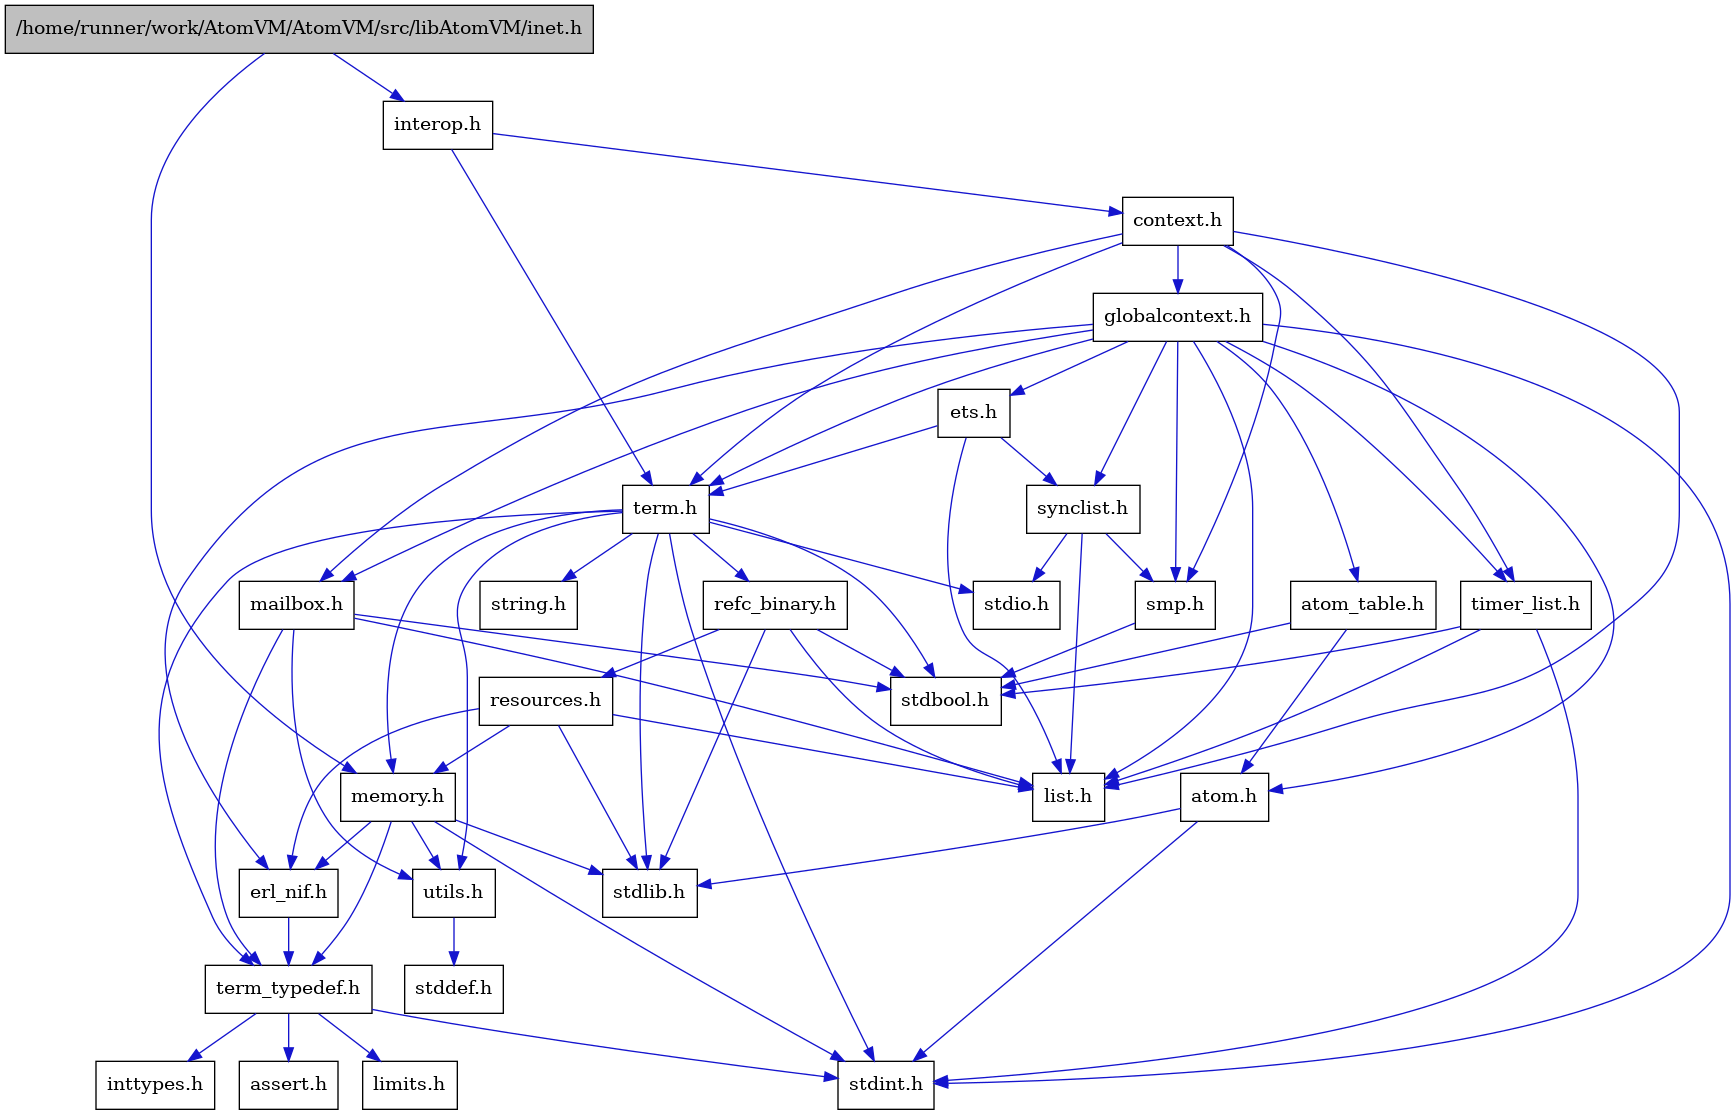 /home/runner/work/AtomVM/AtomVM/src/libAtomVM/inet.h
interop.h
context.h
globalcontext.h
ets.h
term.h
synclist.h
mailbox.h
string.h
refc_binary.h
stdio.h
smp.h
atom_table.h
timer_list.h
resources.h
stdbool.h
memory.h
list.h
atom.h
erl_nif.h
utils.h
stdlib.h
term_typedef.h
stddef.h
inttypes.h
assert.h
limits.h
stdint.h